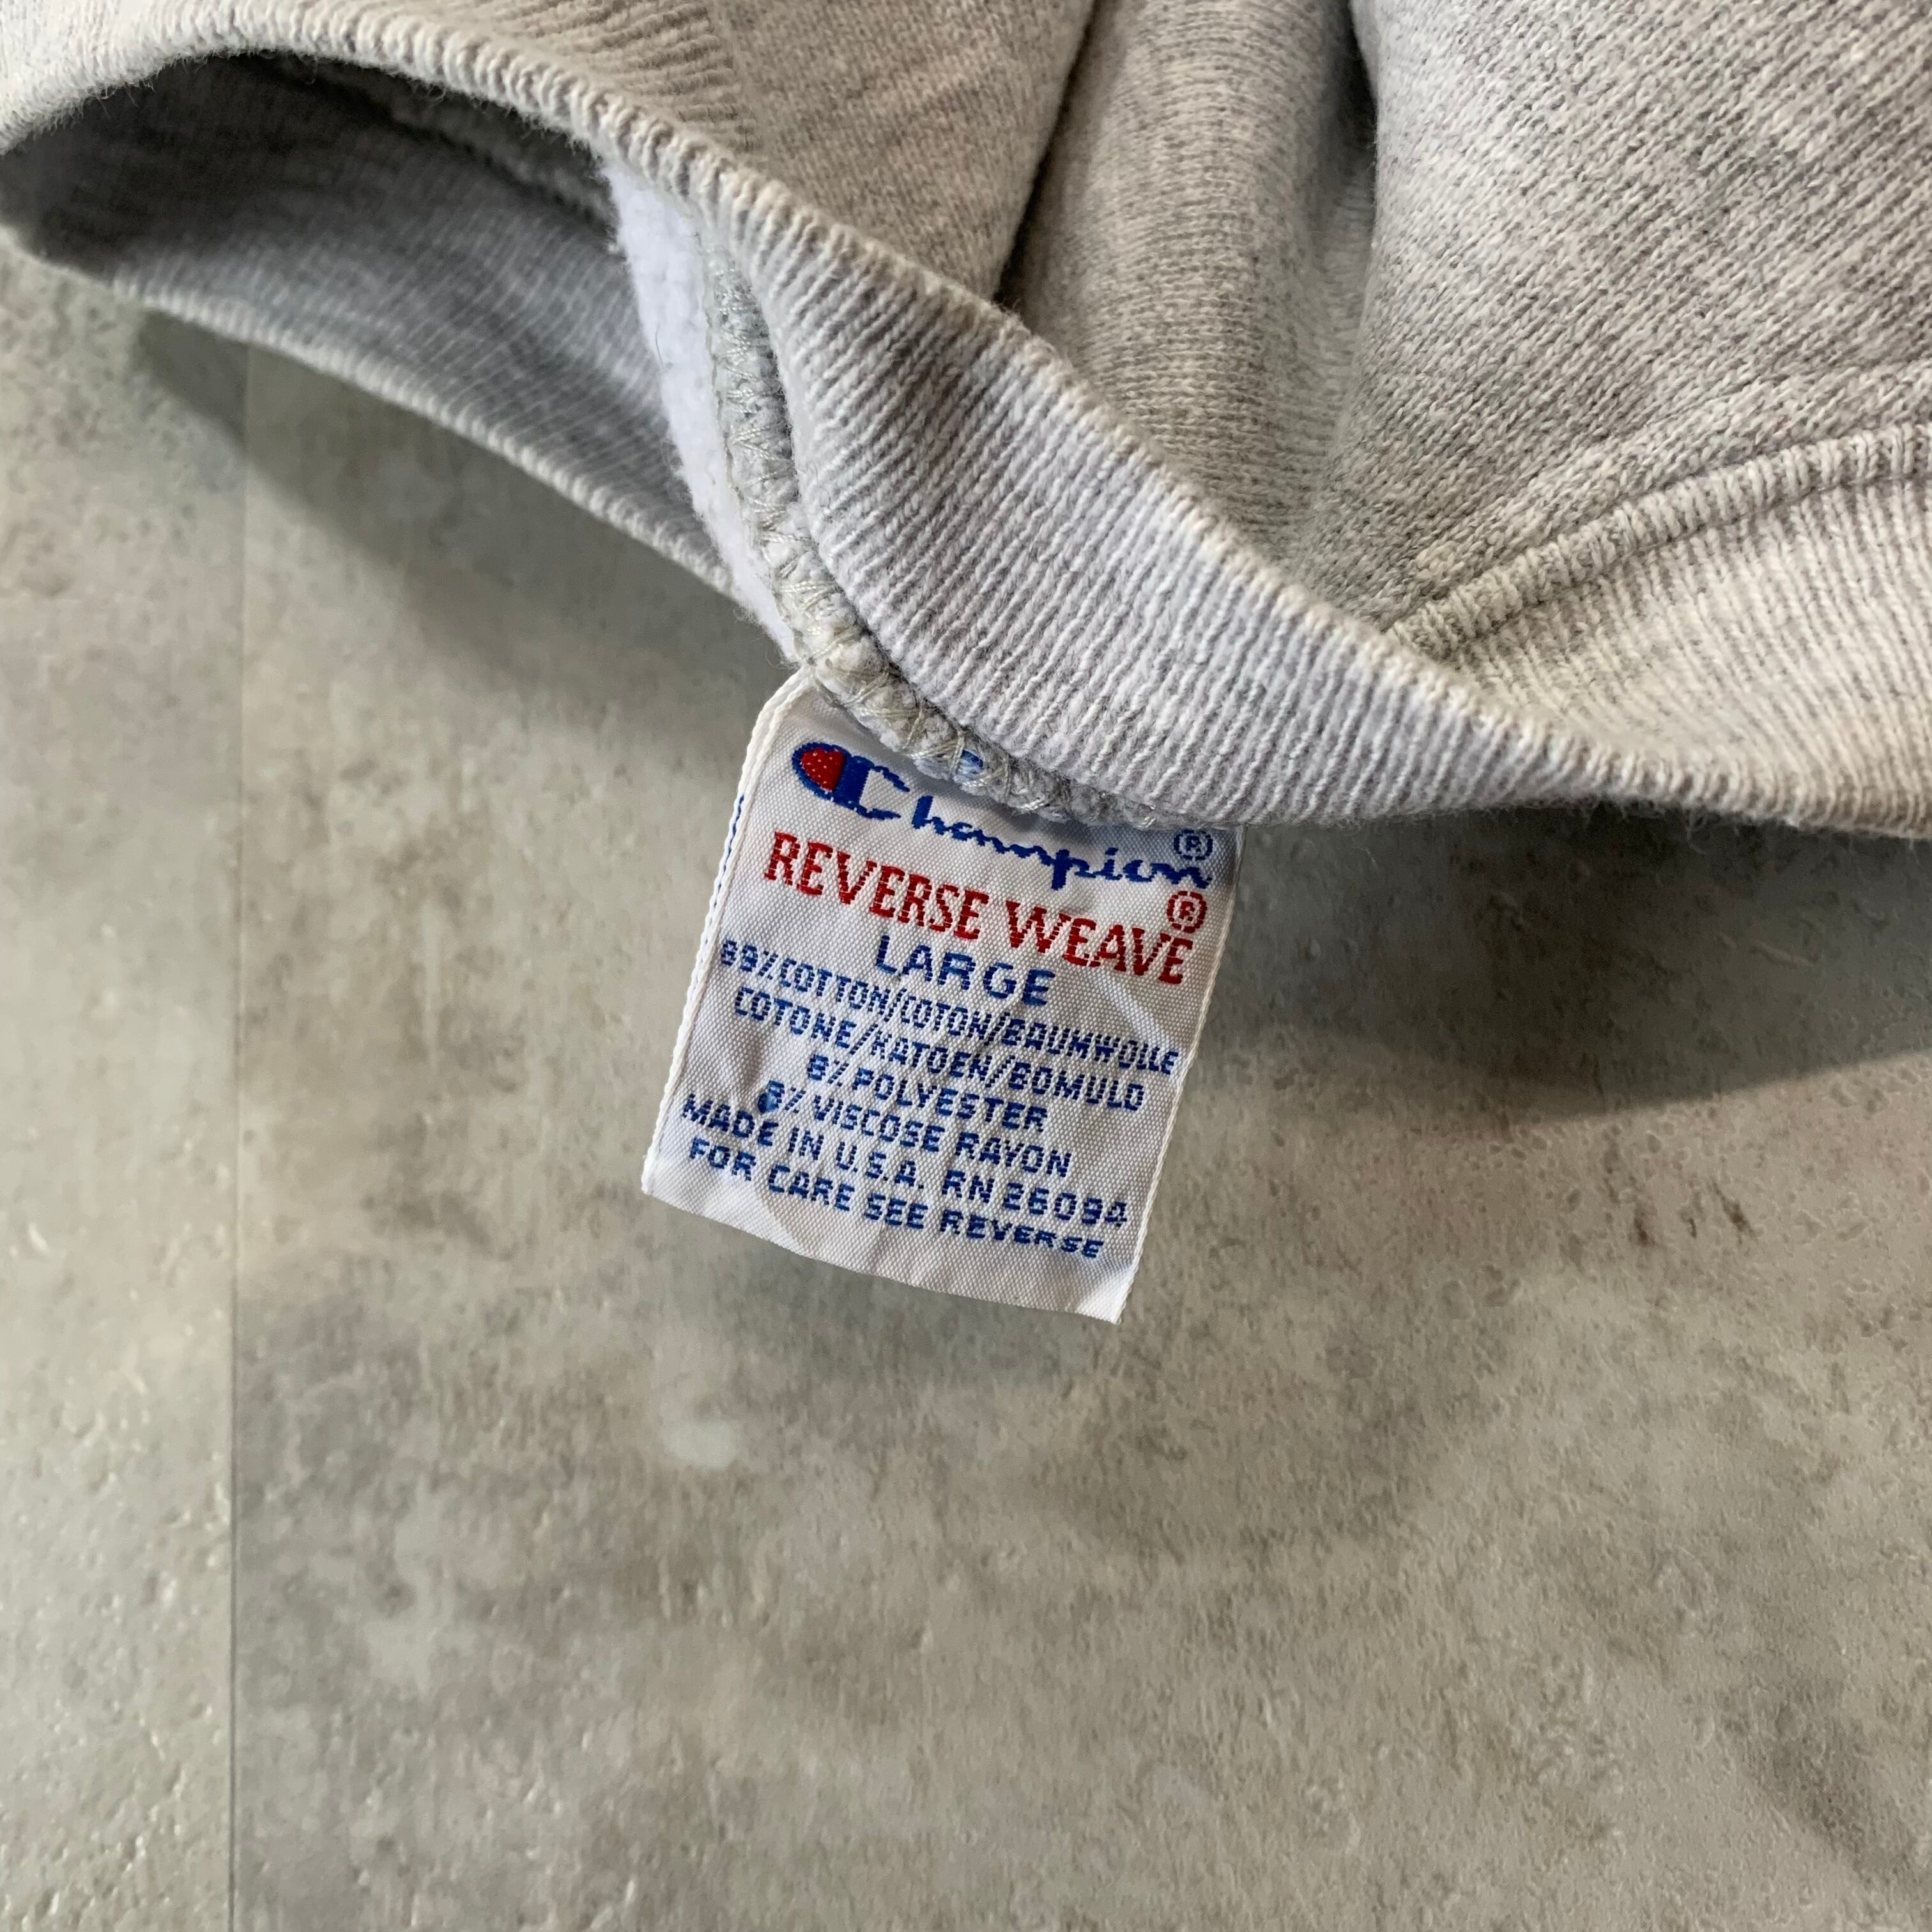 Champion®
REVERSE WEAVE®
LARGE
89%COTTON/COTON/BAUMWOLLE
COTONE/KATOEN/BOMULD
8%POLYESTER
VISCOSE RAYON
MADE IN U.S.A. RN 26094
FOR CARE SEE REVERSE